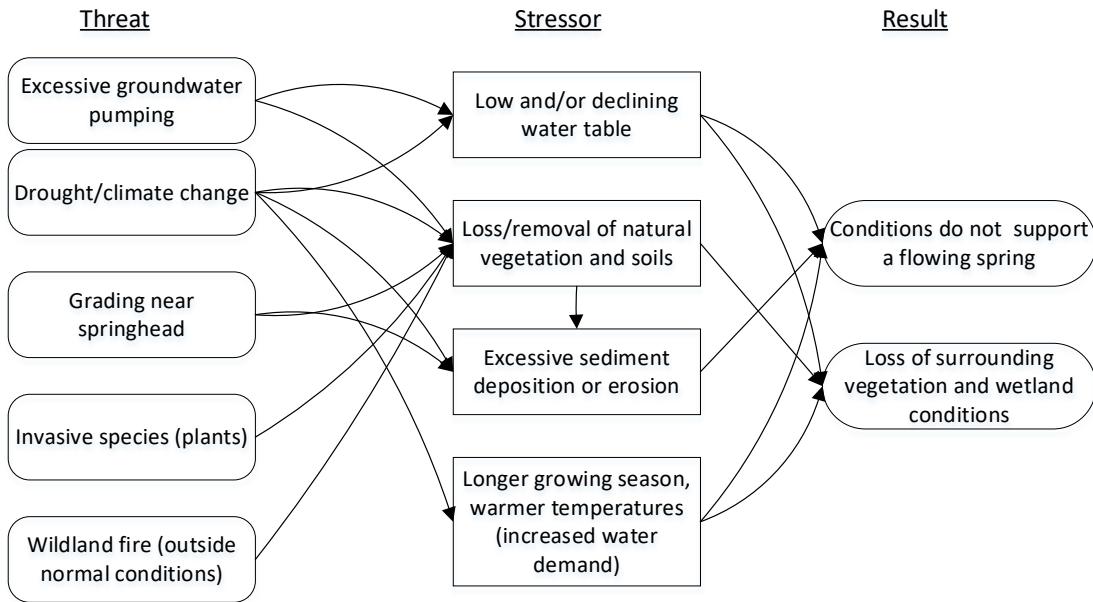 Threat
Stressor
Result
Excessive groundwater
pumping
Drought/climate change
Grading near
springhead
Invasive species (plants)
Wildland fire (outside
normal conditions)
Low and/or declining
water table
Loss/removal of natural
vegetation and soils
Excessive sediment
deposition or erosion
Longer growing season,
warmer temperatures
(increased water
demand)
Conditions do not  support
a flowing spring
Loss of surrounding
vegetation and wetland
conditions